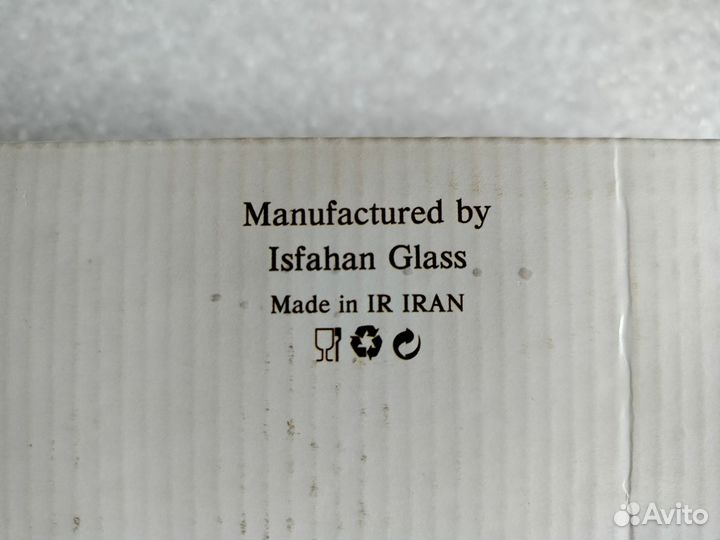 Manufactured by
Isfahan Glass
Made in IR IRAN
Avito